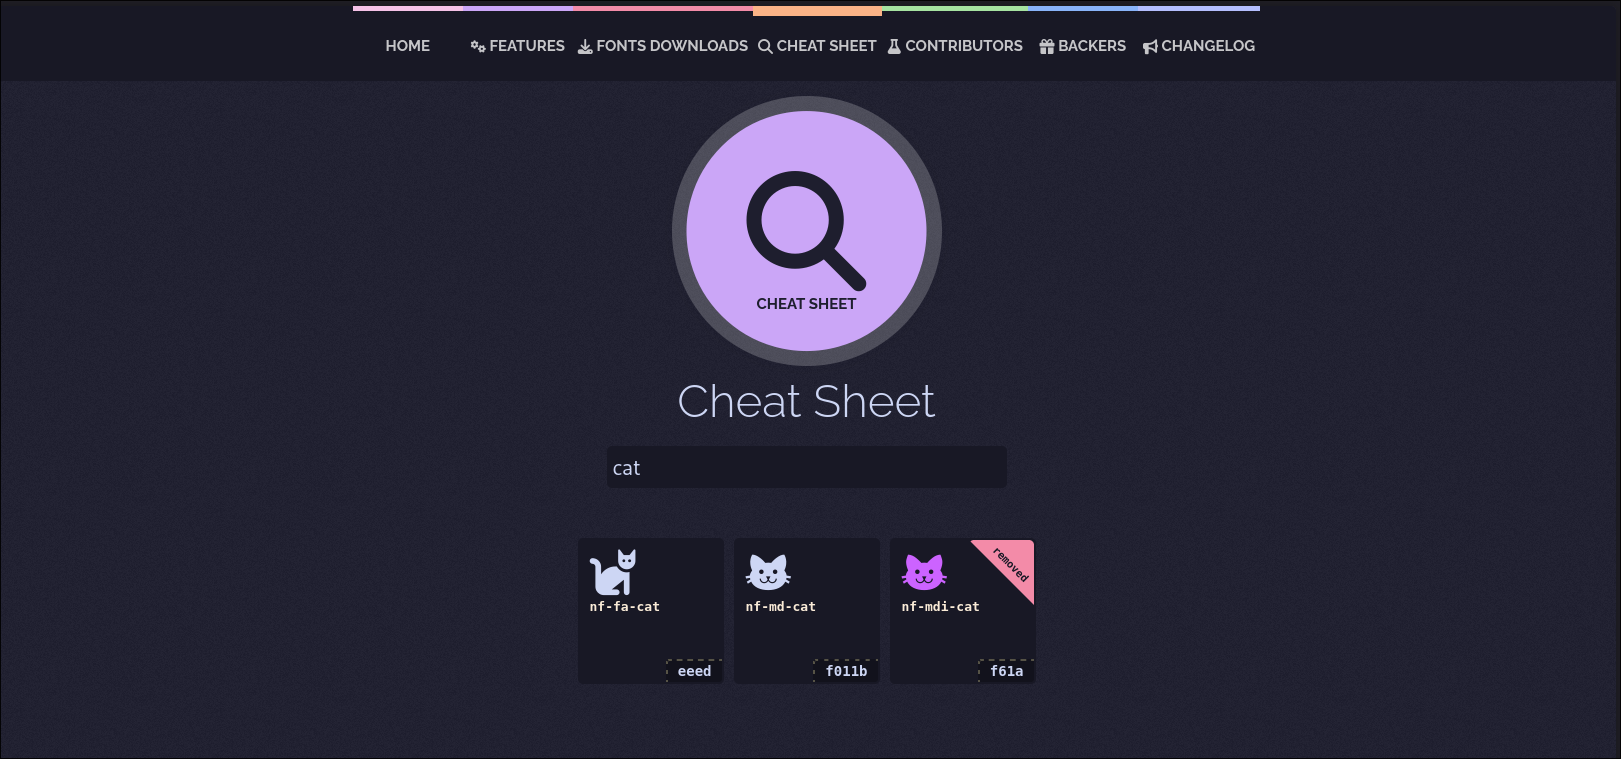 HOME FEATURES FONTS DOWNLOADS CHEAT SHEET CONTRIBUTORS BACKERS CHANGELOG
CHEAT SHEET
Cheat Sheet
cat
removed
nf-fa-cat nf-md-cat nf-mdi-cat
eeed f011b f61a